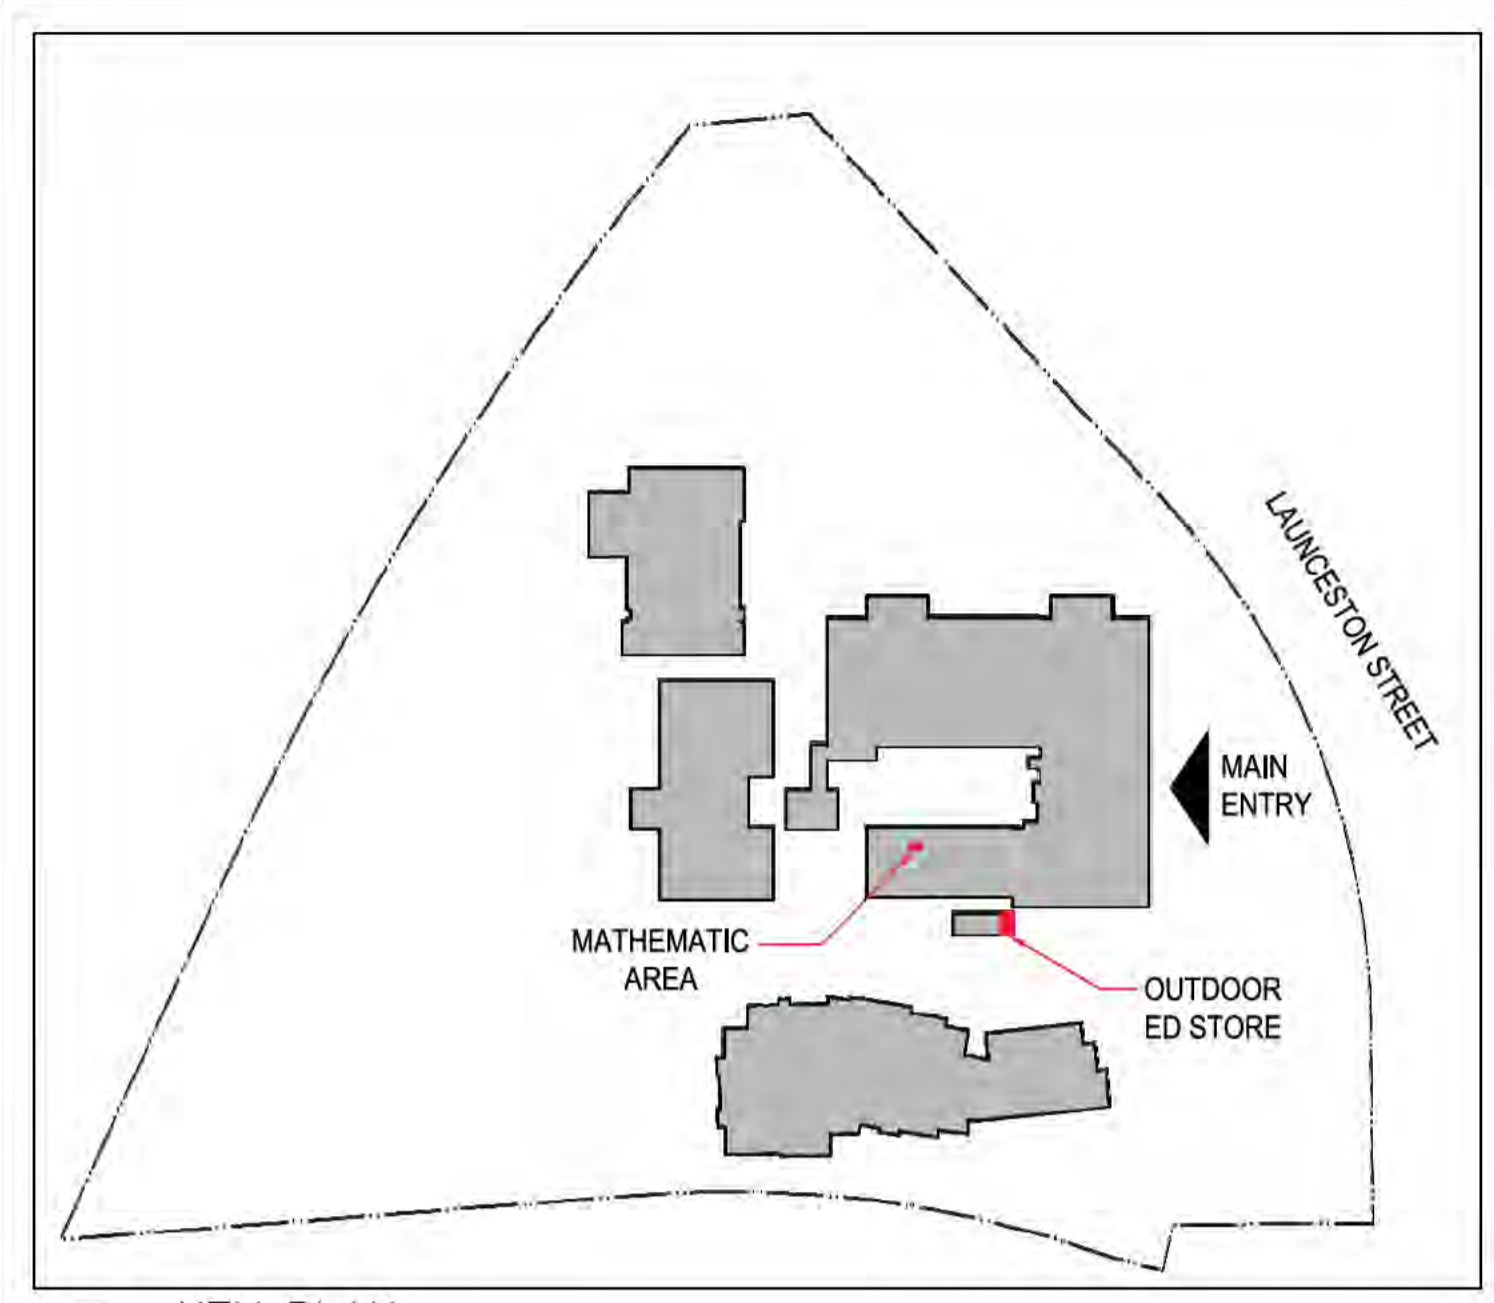 LAUNCESTON STREET
MAIN
ENTRY
MATHEMATIC
AREA
OUTDOOR
ED STORE